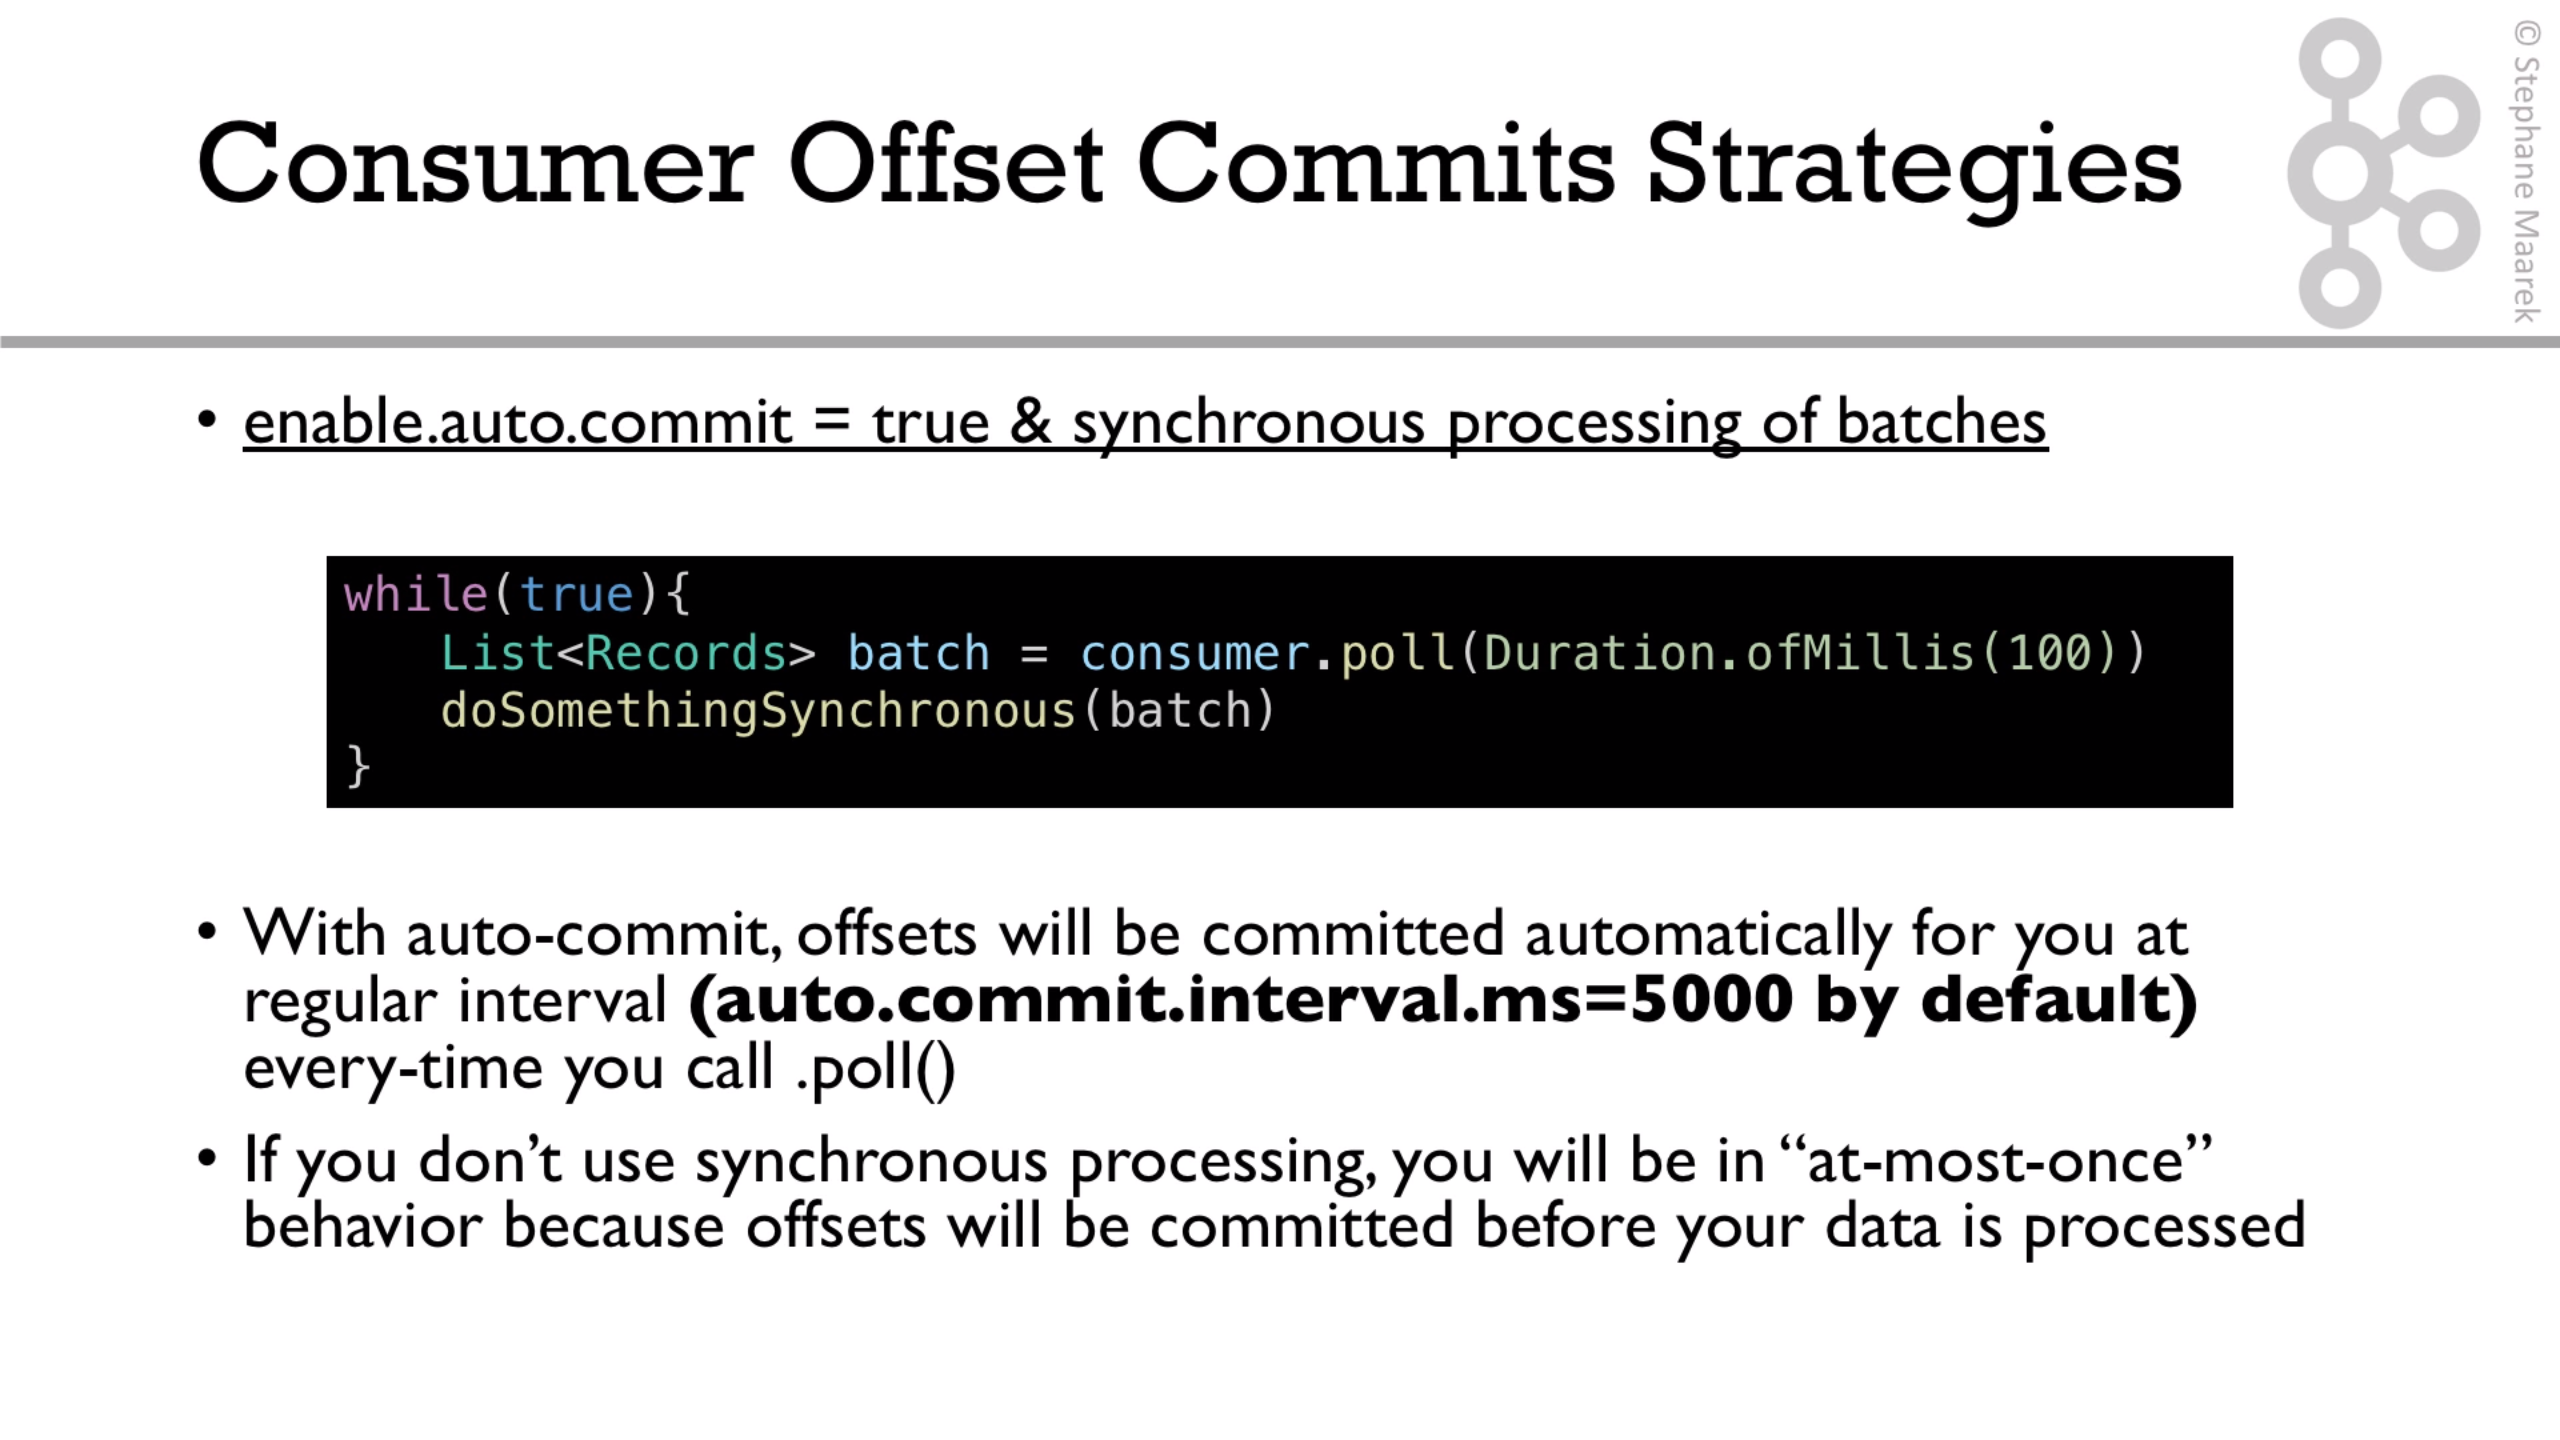 Consumer Offset Commits Strategies
© Stephane Maarek
• enable.auto.commit = true & synchronous processing of batches
while(true){
    List<Records> batch = consumer.poll(Duration.ofMillis(100))
    doSomethingSynchronous(batch)
}
• With auto-commit, offsets will be committed automatically for you at
regular interval (auto.commit.interval.ms=5000 by default)
every-time you call .poll()
• If you don’t use synchronous processing, you will be in “at-most-once”
behavior because offsets will be committed before your data is processed